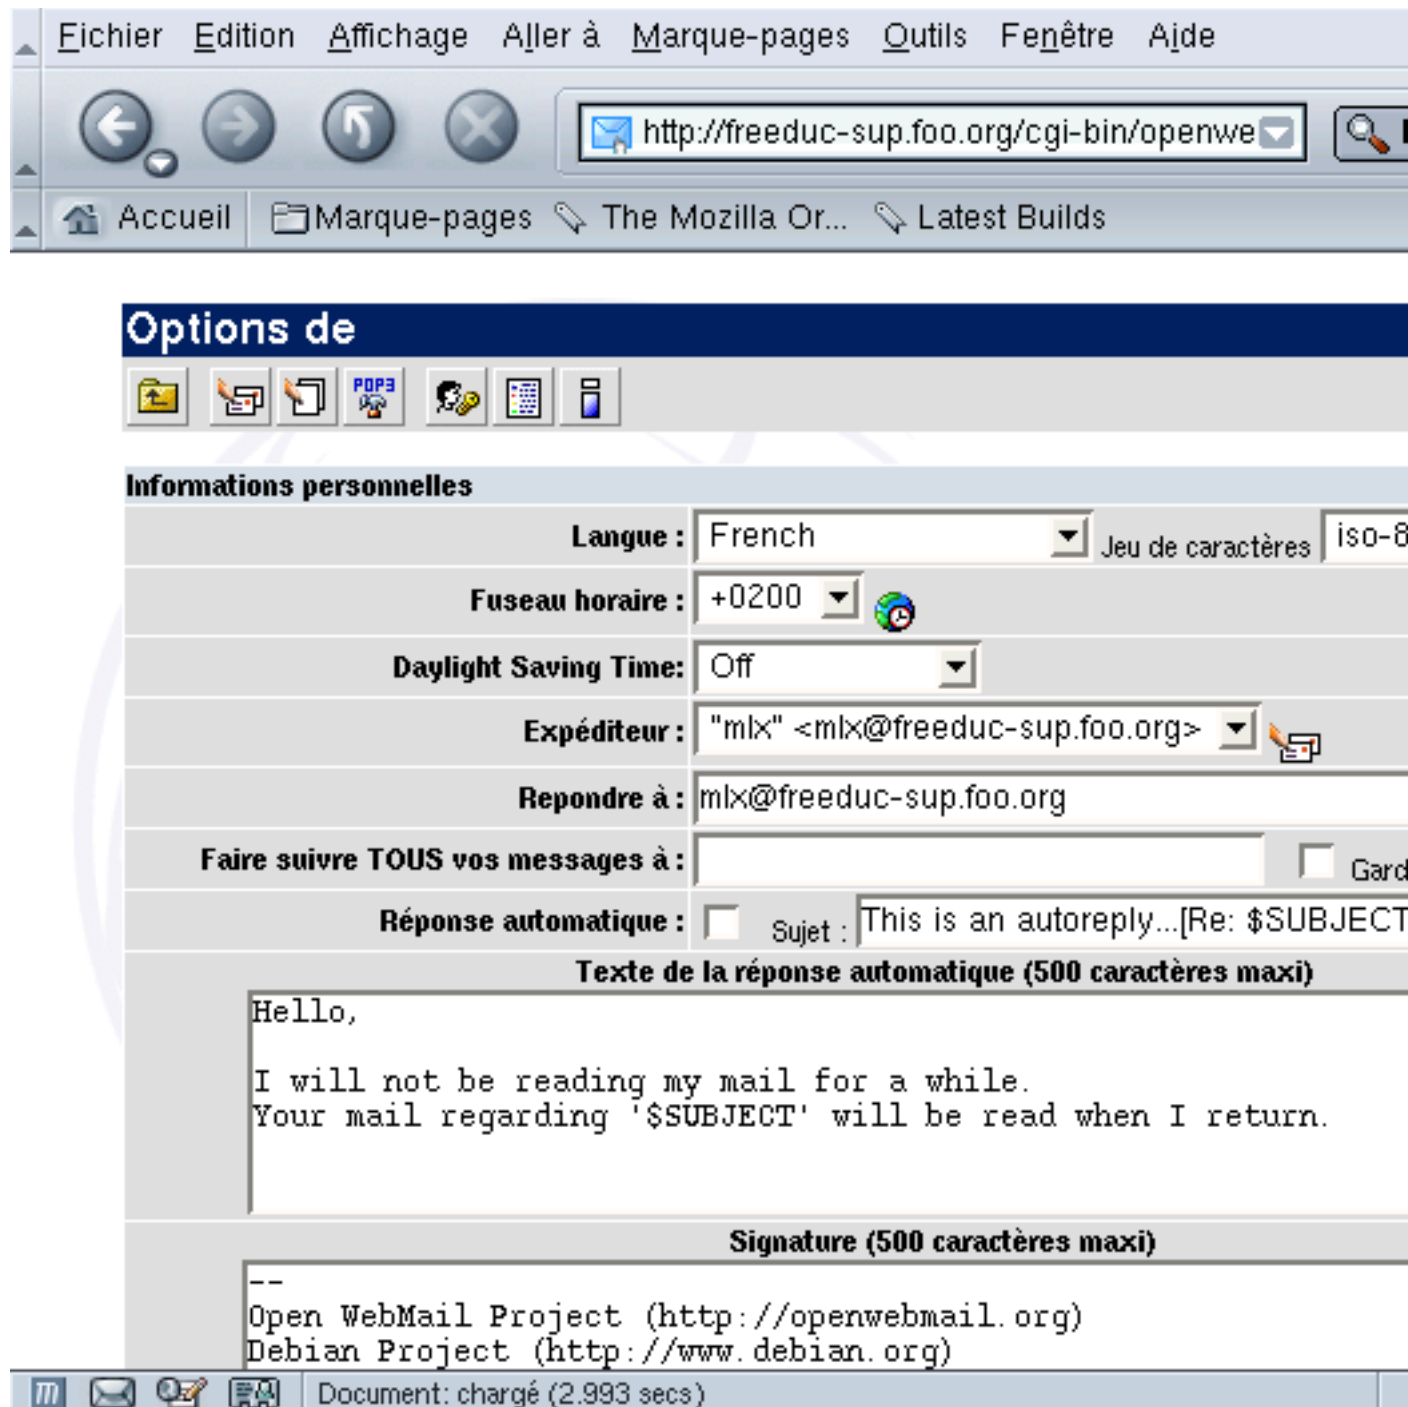 Fichier Edition Affichage Aller à Marque-pages Outils Fenêtre Aide
http://freeduc-sup.foo.org/cgi-bin/openwe
Accueil Marque-pages The Mozilla Or... Latest Builds
Options de
POP3
Informations personnelles
Langue : French Jeu de caractères iso-8
Fuseau horaire : +0200
Daylight Saving Time: Off
Expéditeur : "mlx" <mlx@freeduc-sup.foo.org>
Repondre à : mlx@freeduc-sup.foo.org
Faire suivre TOUS vos messages à : Gard
Réponse automatique : Sujet : This is an autoreply...[Re: $SUBJECT
Texte de la réponse automatique (500 caractères maxi)
Hello,
I will not be reading my mail for a while.
Your mail regarding '$SUBJECT' will be read when I return.
Signature (500 caractères maxi)
--
Open WebMail Project (http://openwebmail.org)
Debian Project (http://www.debian.org)
m Document: chargé (2.993 secs)